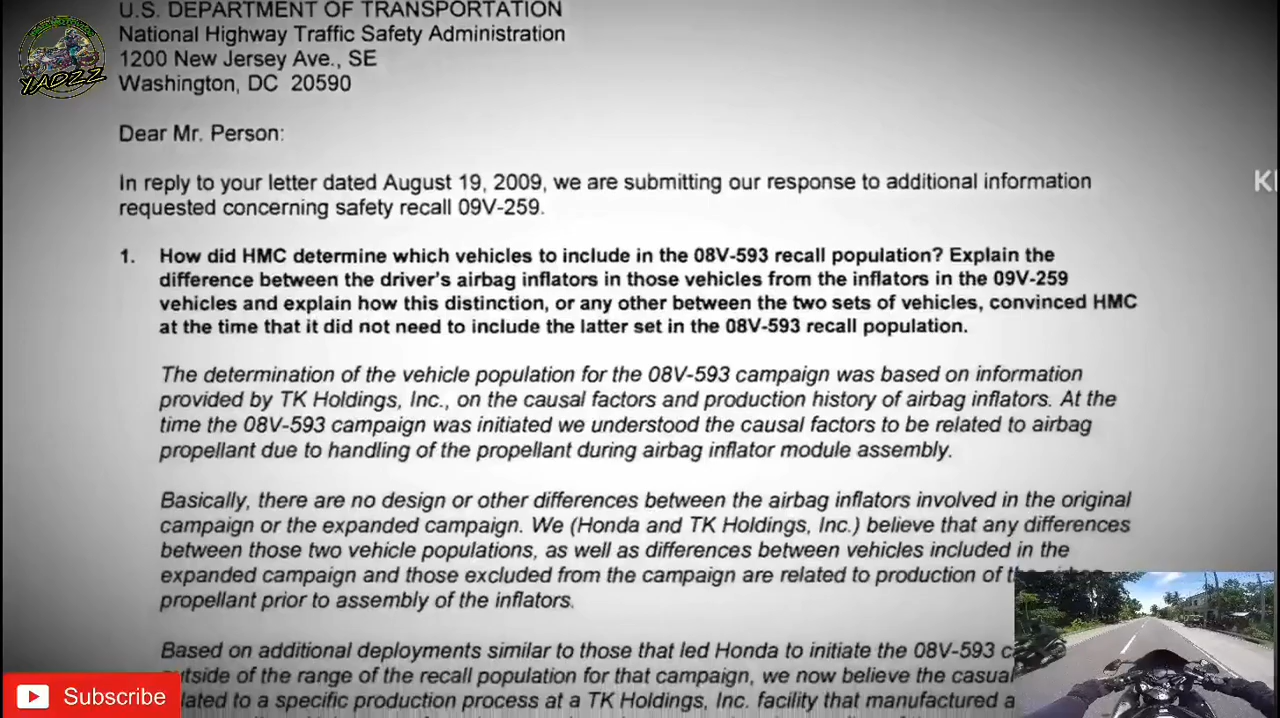 U.S. DEPARTMENT OF TRANSPORTATION
National Highway Traffic Safety Administration
1200 New Jersey Ave., SE
Washington, DC 20590
YADZZ
Dear Mr. Person:
In reply to your letter dated August 19, 2009, we are submitting our response to additional information
requested concerning safety recall 09V-259.
1. How did HMC determine which vehicles to include in the 08V-593 recall population? Explain the
difference between the driver's airbag inflators in those vehicles from the inflators in the 09V-259
vehicles and explain how this distinction, or any other between the two sets of vehicles, convinced HMC
at the time that it did not need to include the latter set in the 08V-593 recall population.
The determination of the vehicle population for the 08V-593 campaign was based on information
provided by TK Holdings, Inc., on the causal factors and production history of airbag inflators. At the
time the 08V-593 campaign was initiated we understood the causal factors to be related to airbag
propellant due to handling of the propellant during airbag inflator module assembly.
Basically, there are no design or other differences between the airbag inflators involved in the original
campaign or the expanded campaign. We (Honda and TK Holdings, Inc.) believe that any differences
between those two vehicle populations, as well as differences between vehicles included in the
expanded campaign and those excluded from the campaign are related to production of
propellant prior to assembly of the inflators.
Based on additional deployments similar to those that led Honda to initiate the 08V-593
of the range of the recall population for that campaign, we now believe the causal
to a specific production process at a TK Holdings, Inc. facility that manufactured a
Subscribe